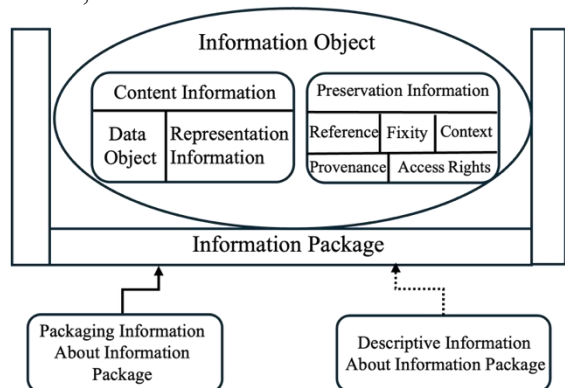 Information Object
Content Information
Preservation Information
Data
Object
Representation
Information
Reference
Fixity
Context
Provenance
Access Rights
Information Package
Packaging Information
About Information
Package
Descriptive Information
About Information Package